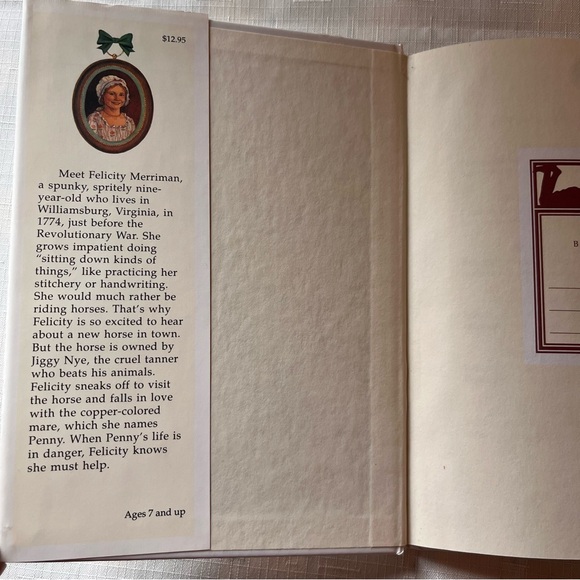 $12.95
Meet Felicity Merriman,
a spunky, spritely nine-
year-old who lives in
Williamsburg, Virginia, in
1774, just before the
Revolutionary War. She
grows impatient doing
“sitting down kinds of
things,” like practicing her
stitchery or handwriting.
She would much rather be
riding horses. That’s why
Felicity is so excited to hear
about a new horse in town.
But the horse is owned by
Jiggy Nye, the cruel tanner
who beats his animals.
Felicity sneaks off to visit
the horse and falls in love
with the copper-colored
mare, which she names
Penny. When Penny’s life is
in danger, Felicity knows
she must help.
Ages 7 and up